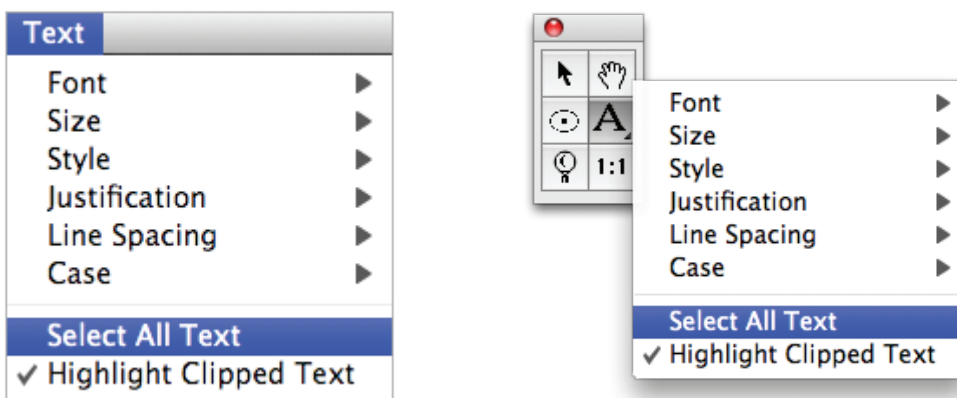 Text
Font
Size
Style
Justification
Line Spacing
Case
Select All Text
Highlight Clipped Text
A
1:1
Font
Size
Style
Justification
Line Spacing
Case
Select All Text
Highlight Clipped Text